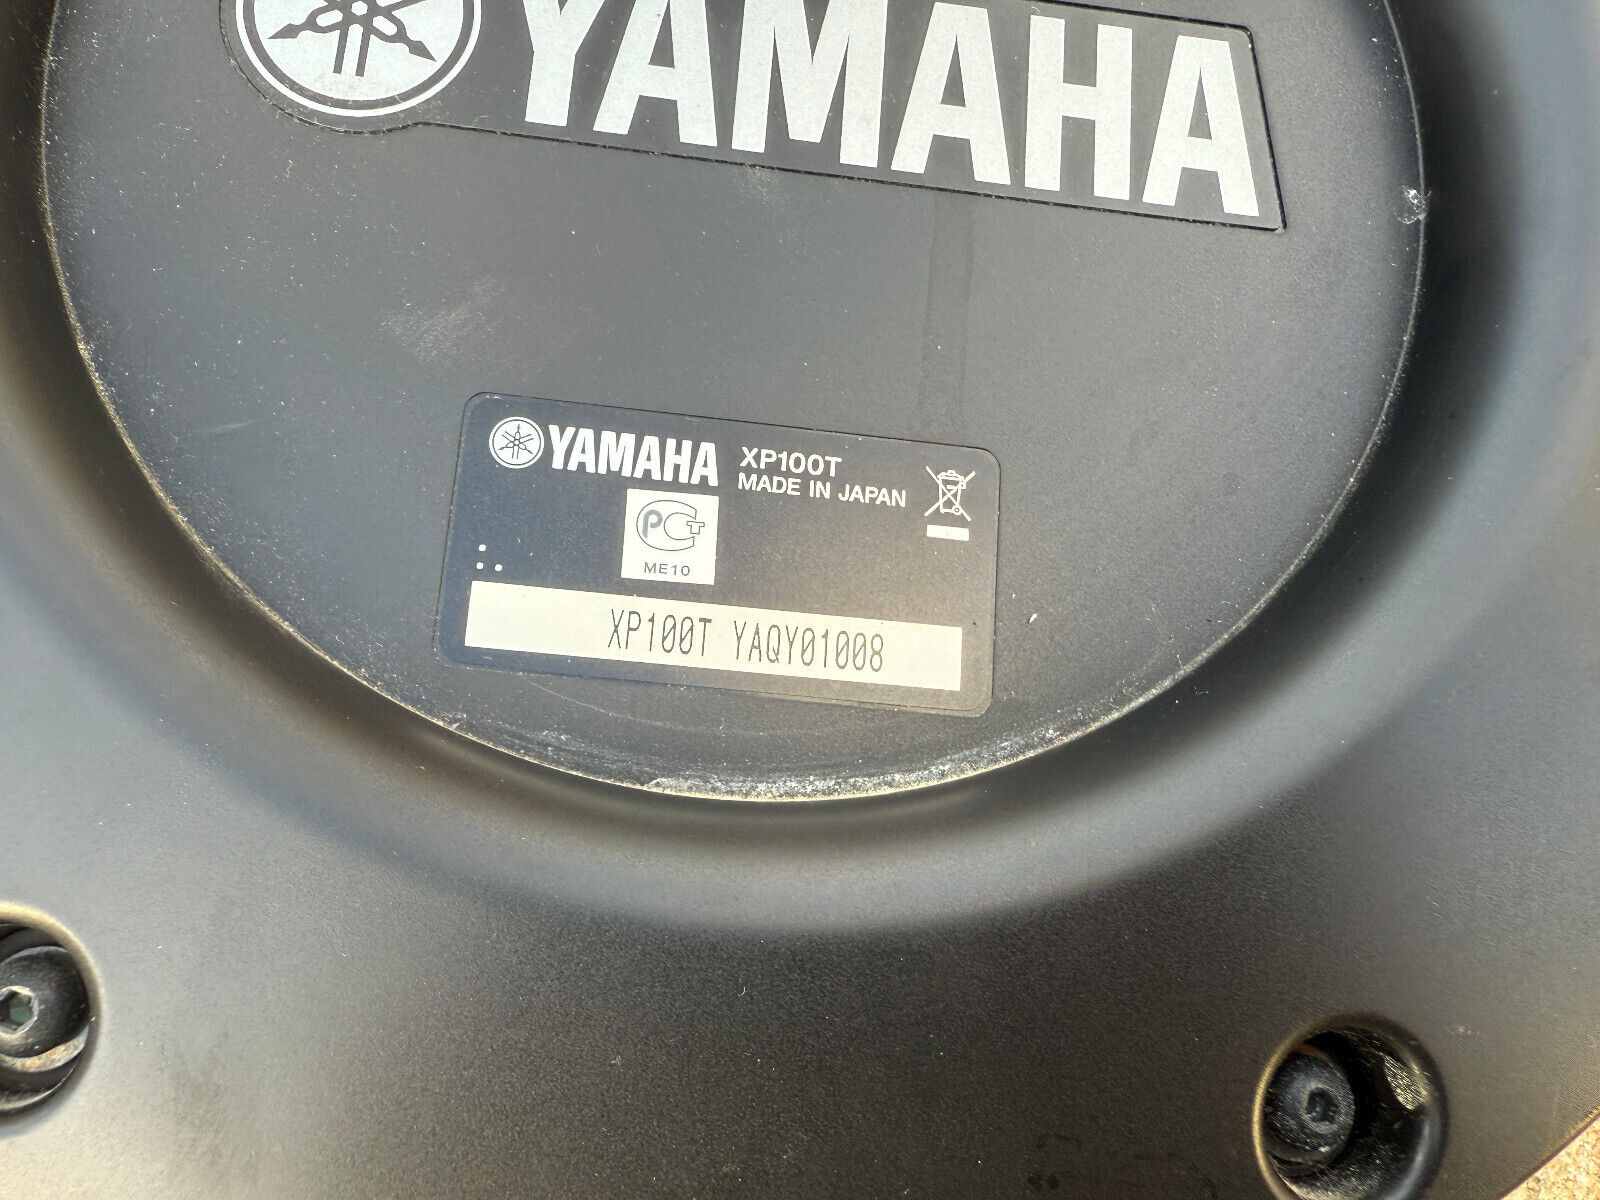 YAMAHA
YAMAHA XP100T
MADE IN JAPAN
PCT
ME10
XP100T YAQY01008